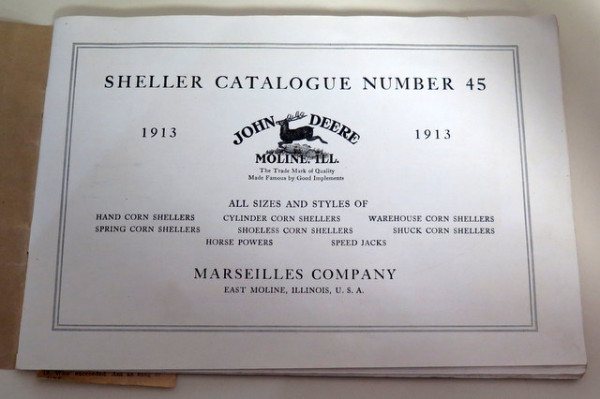 SHELLER CATALOGUE NUMBER 45
1913
JOHN DEERE
1913
MOLINE, ILL.
The Trade Mark of Quality
Made Famous by Good Implements
ALL SIZES AND STYLES OF
HAND CORN SHELLERS CYLINDER CORN SHELLERS WAREHOUSE CORN SHELLERS
SPRING CORN SHELLERS SHOELESS CORN SHELLERS SHUCK CORN SHELLERS
HORSE POWERS SPEED JACKS
MARSEILLES COMPANY
EAST MOLINE, ILLINOIS, U. S. A.